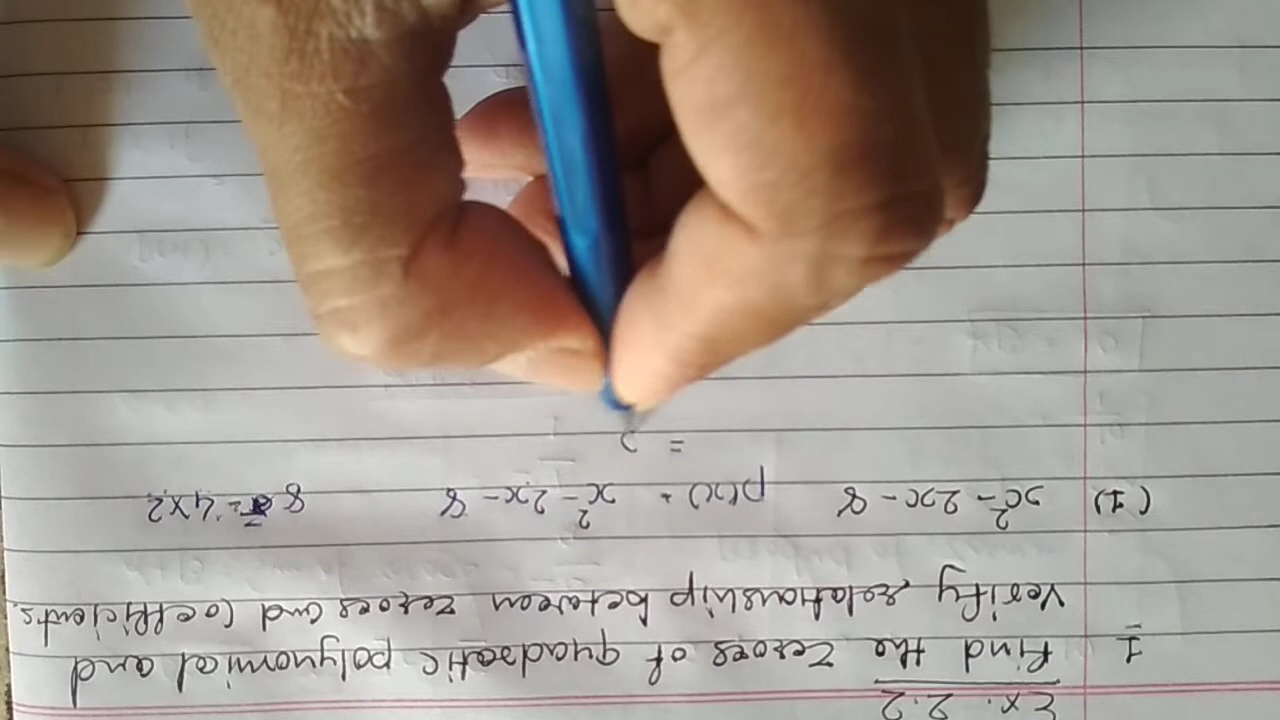 Ex. 2.2
1 Find the zeroes of quadratic polynomial and
verify relationship between zeroes and coefficients.
(1) x² - 2x - 8 p(x) = x² - 2x - 8 8 = 4x2
=